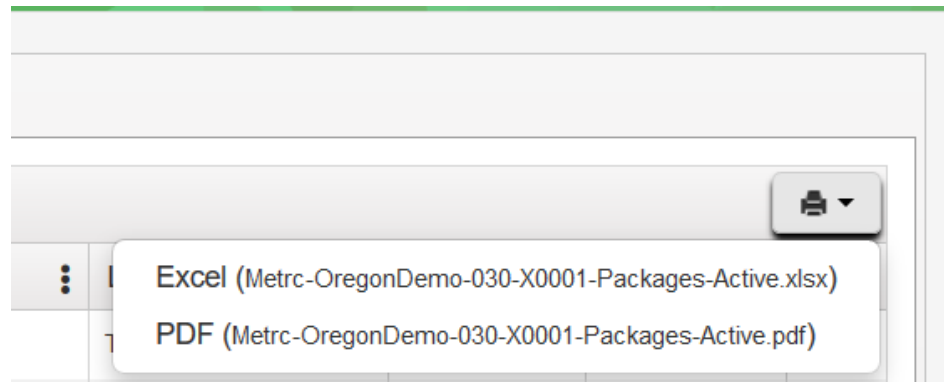 Excel (Metrc-OregonDemo-030-X0001-Packages-Active.xlsx)
PDF (Metrc-OregonDemo-030-X0001-Packages-Active.pdf)